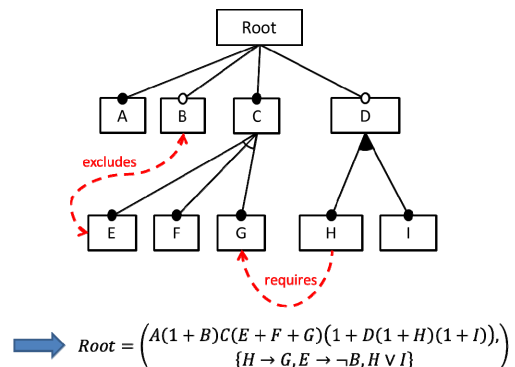 Root
A B C D
excludes
E F G H I
requires
Root = (A(1 + B)C(E + F + G)(1 + D(1 + H)(1 + I)),
{H → G, E → ¬B, H ∨ I})